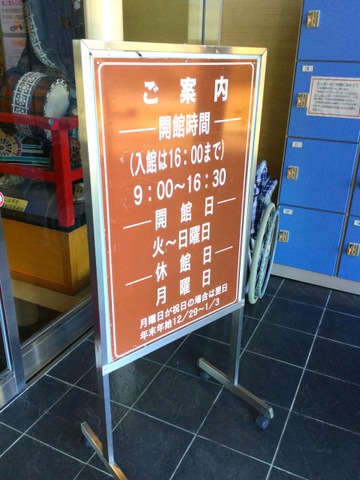 ご案内
開館時間
(入館は16:00まで)
9:00〜16:30
開館日
火〜日曜日
休館日
月曜日
月曜日が祝日の場合は翌日
年末年始12/29〜1/3